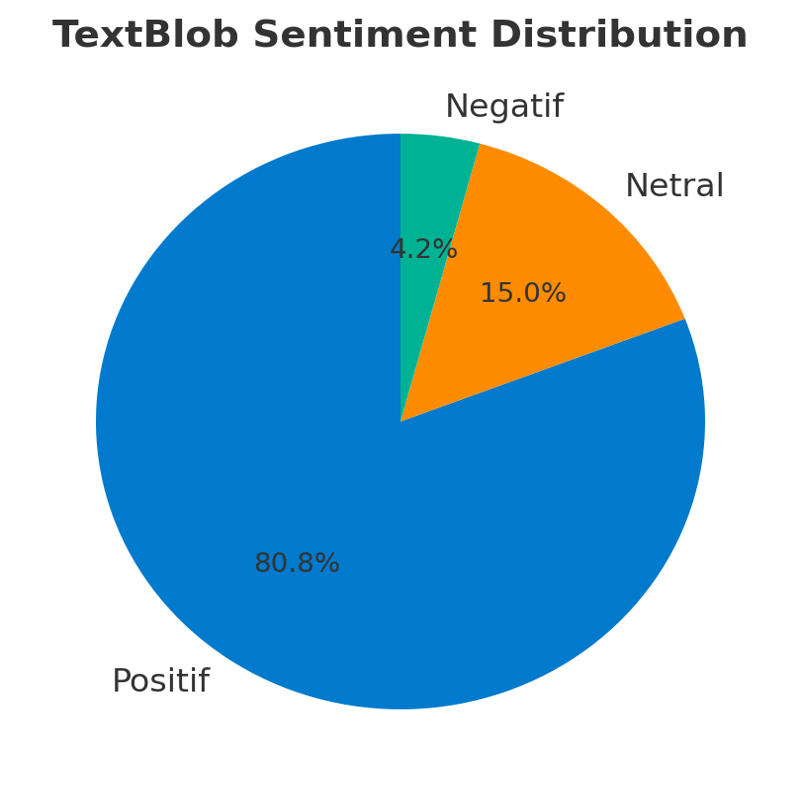 TextBlob Sentiment Distribution
Negatif
Netral
4.2%
15.0%
80.8%
Positif